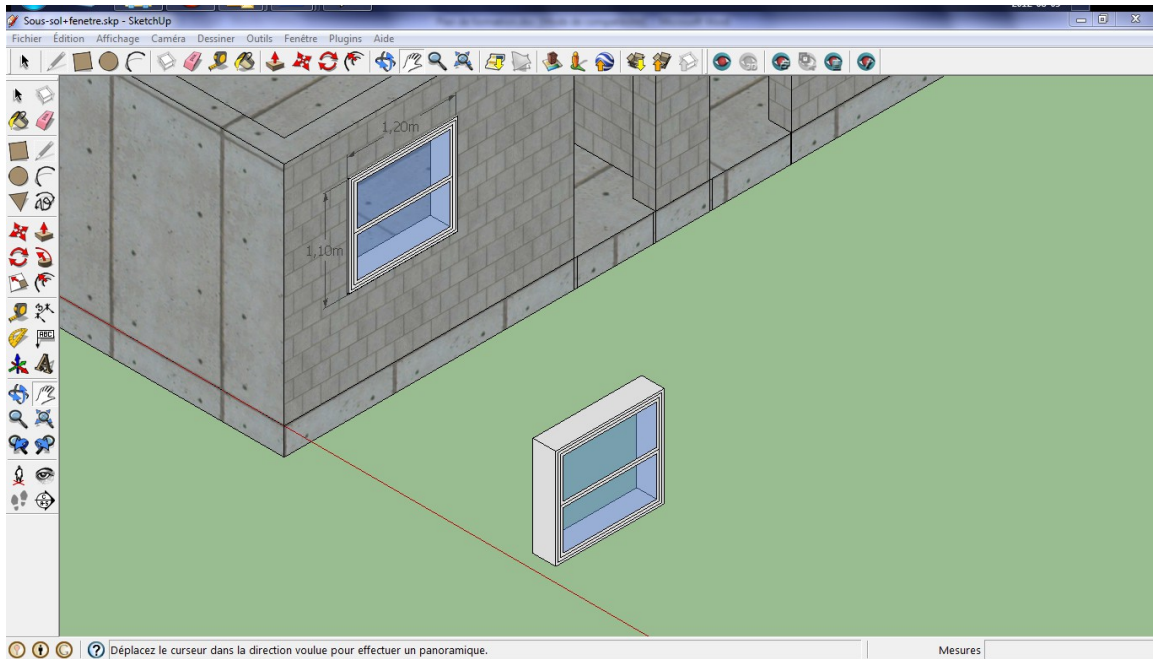 Sous-sol+fenetre.skp - SketchUp
Fichier Édition Affichage Caméra Dessiner Outils Fenêtre Plugins Aide
1,20m
1,10m
ABC
Déplacez le curseur dans la direction voulue pour effectuer un panoramique.
Mesures